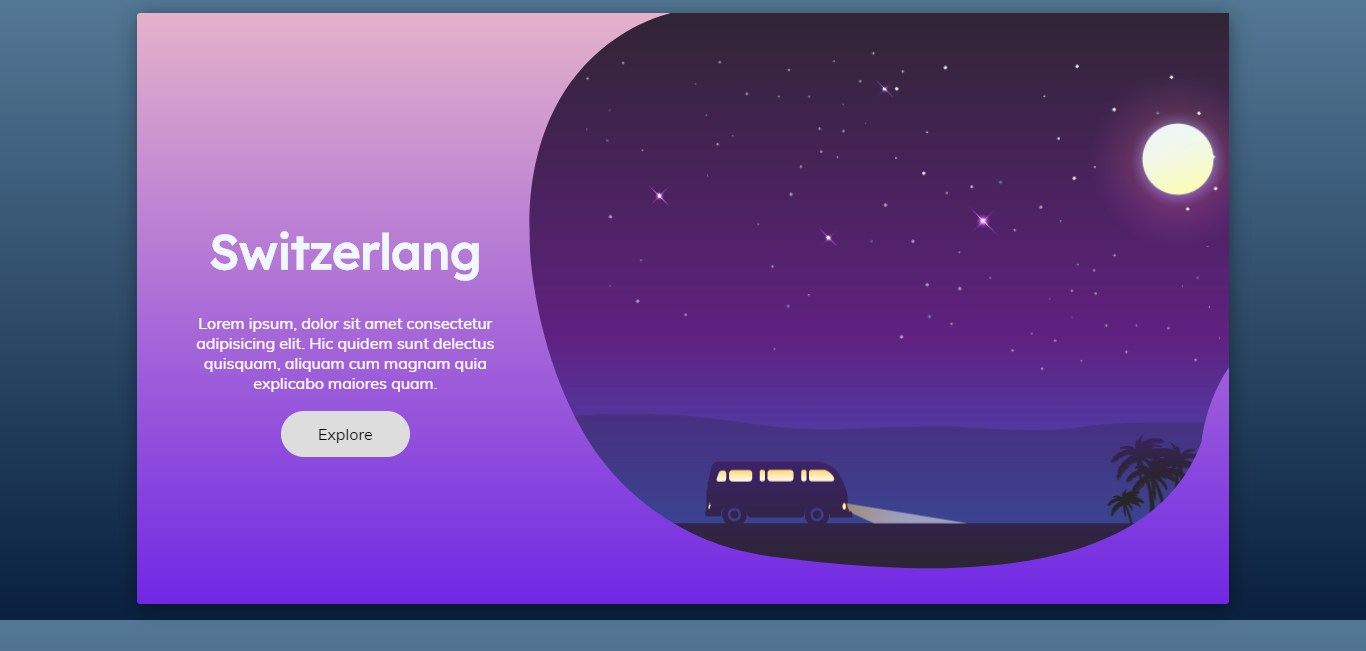 Switzerlang
Lorem ipsum, dolor sit amet consectetur
adipisicing elit. Hic quidem sunt delectus
quisquam, aliquam cum magnam quia
explicabo maiores quam.
Explore